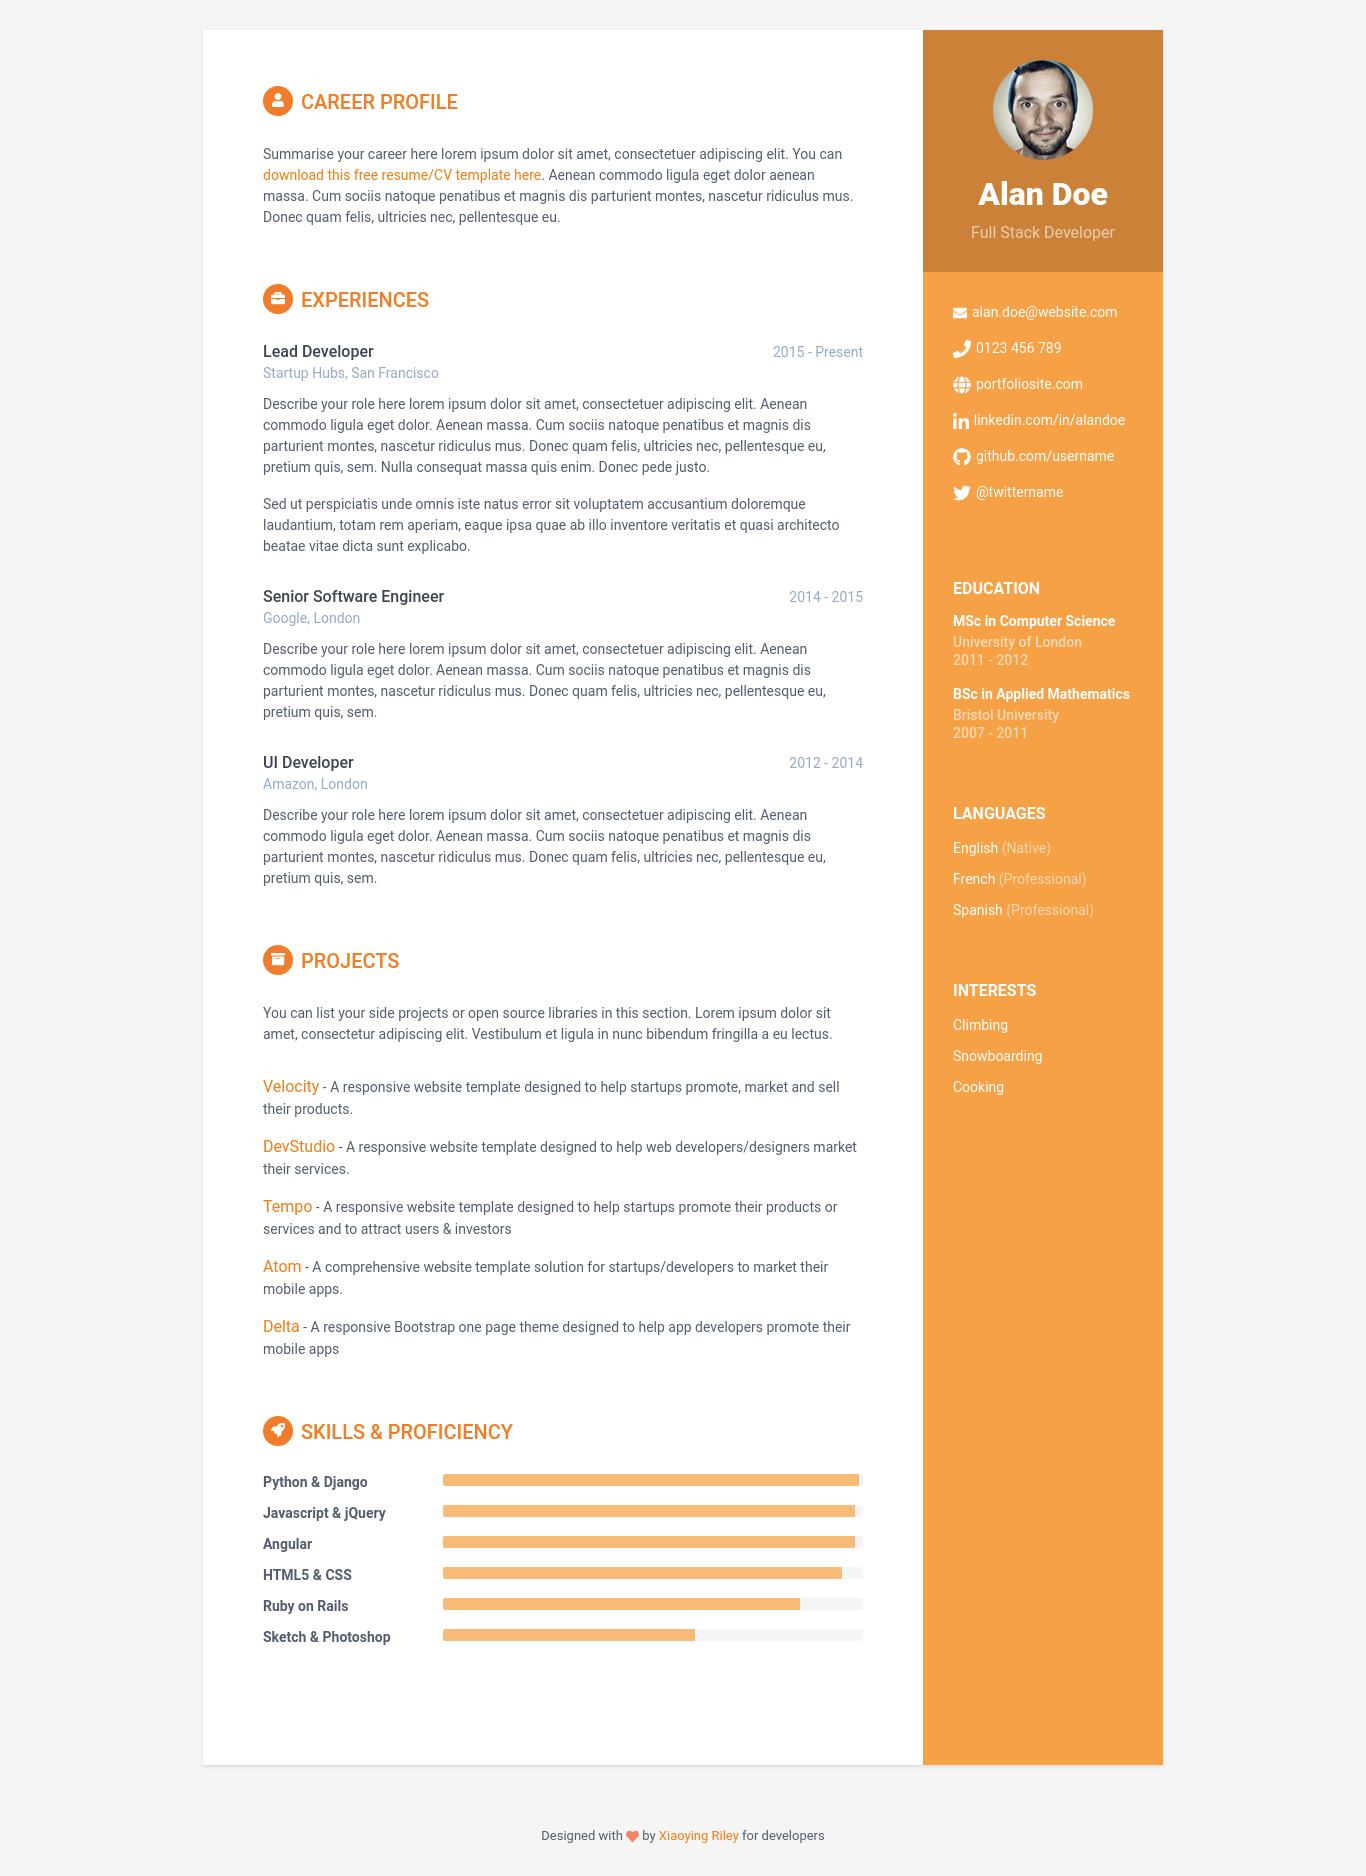 CAREER PROFILE
Summarise your career here lorem ipsum dolor sit amet, consectetuer adipiscing elit. You can
download this free resume/CV template here. Aenean commodo ligula eget dolor aenean
massa. Cum sociis natoque penatibus et magnis dis parturient montes, nascetur ridiculus mus.
Donec quam felis, ultricies nec, pellentesque eu.
EXPERIENCES
Lead Developer 2015 - Present
Startup Hubs, San Francisco
Describe your role here lorem ipsum dolor sit amet, consectetuer adipiscing elit. Aenean
commodo ligula eget dolor. Aenean massa. Cum sociis natoque penatibus et magnis dis
parturient montes, nascetur ridiculus mus. Donec quam felis, ultricies nec, pellentesque eu,
pretium quis, sem. Nulla consequat massa quis enim. Donec pede justo.
Sed ut perspiciatis unde omnis iste natus error sit voluptatem accusantium doloremque
laudantium, totam rem aperiam, eaque ipsa quae ab illo inventore veritatis et quasi architecto
beatae vitae dicta sunt explicabo.
Senior Software Engineer 2014 - 2015
Google, London
Describe your role here lorem ipsum dolor sit amet, consectetuer adipiscing elit. Aenean
commodo ligula eget dolor. Aenean massa. Cum sociis natoque penatibus et magnis dis
parturient montes, nascetur ridiculus mus. Donec quam felis, ultricies nec, pellentesque eu,
pretium quis, sem.
UI Developer 2012 - 2014
Amazon, London
Describe your role here lorem ipsum dolor sit amet, consectetuer adipiscing elit. Aenean
commodo ligula eget dolor. Aenean massa. Cum sociis natoque penatibus et magnis dis
parturient montes, nascetur ridiculus mus. Donec quam felis, ultricies nec, pellentesque eu,
pretium quis, sem.
PROJECTS
You can list your side projects or open source libraries in this section. Lorem ipsum dolor sit
amet, consectetur adipiscing elit. Vestibulum et ligula in nunc bibendum fringilla a eu lectus.
Velocity - A responsive website template designed to help startups promote, market and sell
their products.
DevStudio - A responsive website template designed to help web developers/designers market
their services.
Tempo - A responsive website template designed to help startups promote their products or
services and to attract users & investors
Atom - A comprehensive website template solution for startups/developers to market their
mobile apps.
Delta - A responsive Bootstrap one page theme designed to help app developers promote their
mobile apps
SKILLS & PROFICIENCY
Python & Django
Javascript & jQuery
Angular
HTML5 & CSS
Ruby on Rails
Sketch & Photoshop
Alan Doe
Full Stack Developer
alan.doe@website.com
0123 456 789
portfoliosite.com
linkedin.com/in/alandoe
github.com/username
@twittername
EDUCATION
MSc in Computer Science
University of London
2011 - 2012
BSc in Applied Mathematics
Bristol University
2007 - 2011
LANGUAGES
English (Native)
French (Professional)
Spanish (Professional)
INTERESTS
Climbing
Snowboarding
Cooking
Designed with by Xiaoying Riley for developers